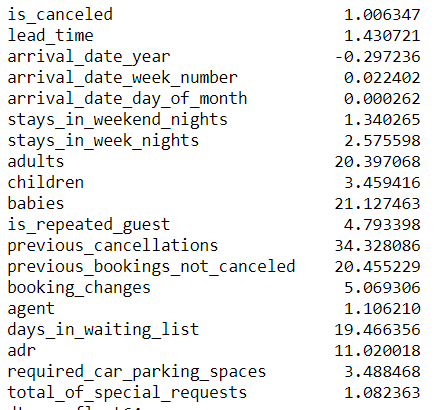 is_canceled 1.006347
lead_time 1.430721
arrival_date_year -0.297236
arrival_date_week_number 0.022402
arrival_date_day_of_month 0.000262
stays_in_weekend_nights 1.340265
stays_in_week_nights 2.575598
adults 20.397068
children 3.459416
babies 21.127463
is_repeated_guest 4.793398
previous_cancellations 34.328086
previous_bookings_not_canceled 20.455229
booking_changes 5.069306
agent 1.106210
days_in_waiting_list 19.466356
adr 11.020018
required_car_parking_spaces 3.488468
total_of_special_requests 1.082363